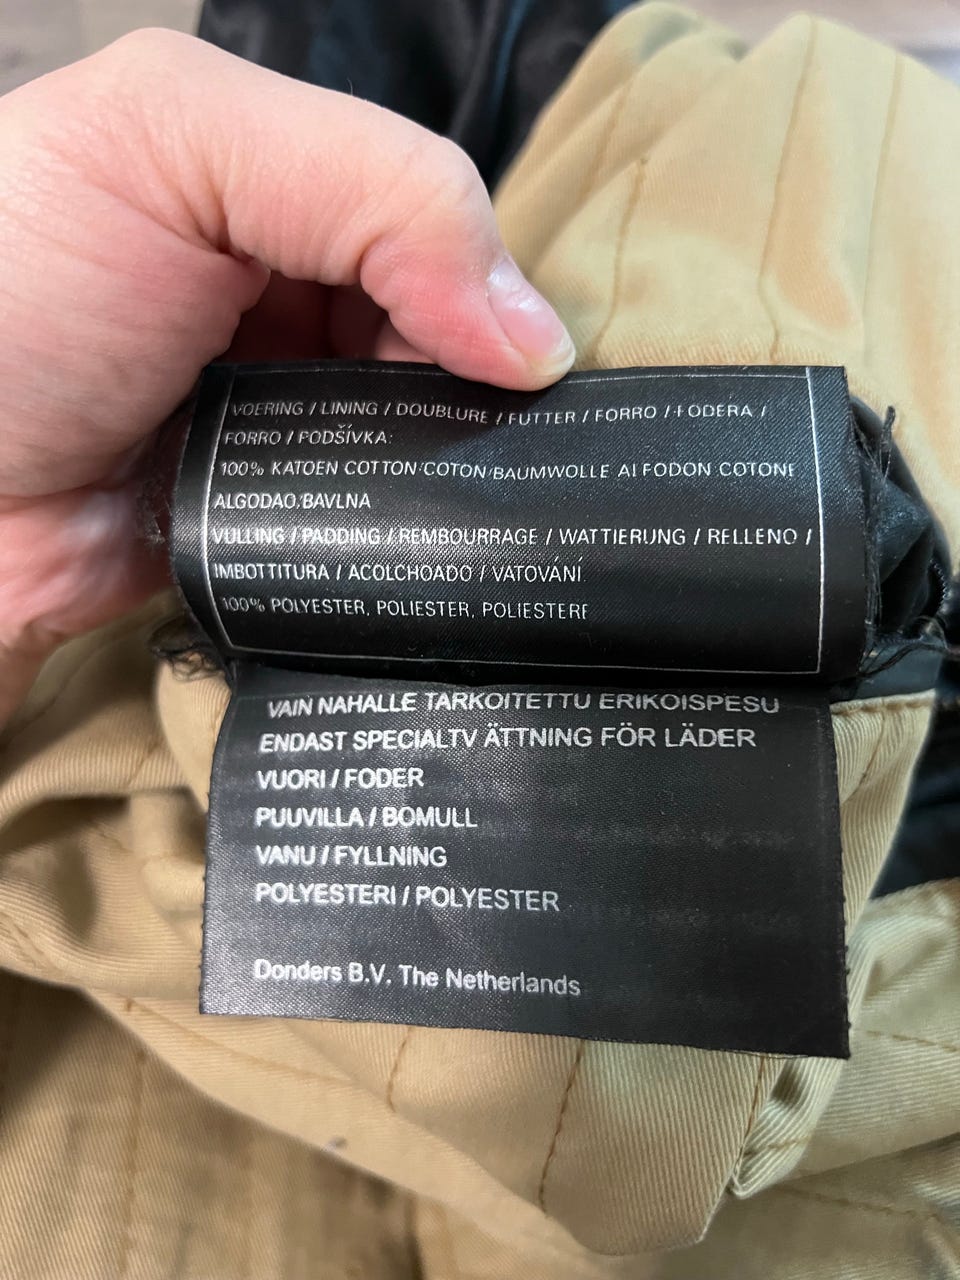 VOERING / LINING / DOUBLURE / FUTTER / FORRO / FODERA /
FORRO / PODŠÍVKA:
100% KATOEN COTTON COTON BAUMWOLLE ALFODON COTONE
ALGODAO BAVLNA
VULLING / PADDING / REMBOURRAGE / WATTIERUNG / RELLENO /
IMBOTTITURA / ACOLCHOADO / VATOVÁNÍ
100% POLYESTER, POLIESTER, POLIESTERE
VAIN NAHALLE TARKOITETTU ERIKOISPESU
ENDAST SPECIALTV ÄTTNING FÖR LÄDER
VUORI / FODER
PUUVILLA / BOMULL
VANU / FYLLNING
POLYESTERI / POLYESTER
Donders B.V. The Netherlands